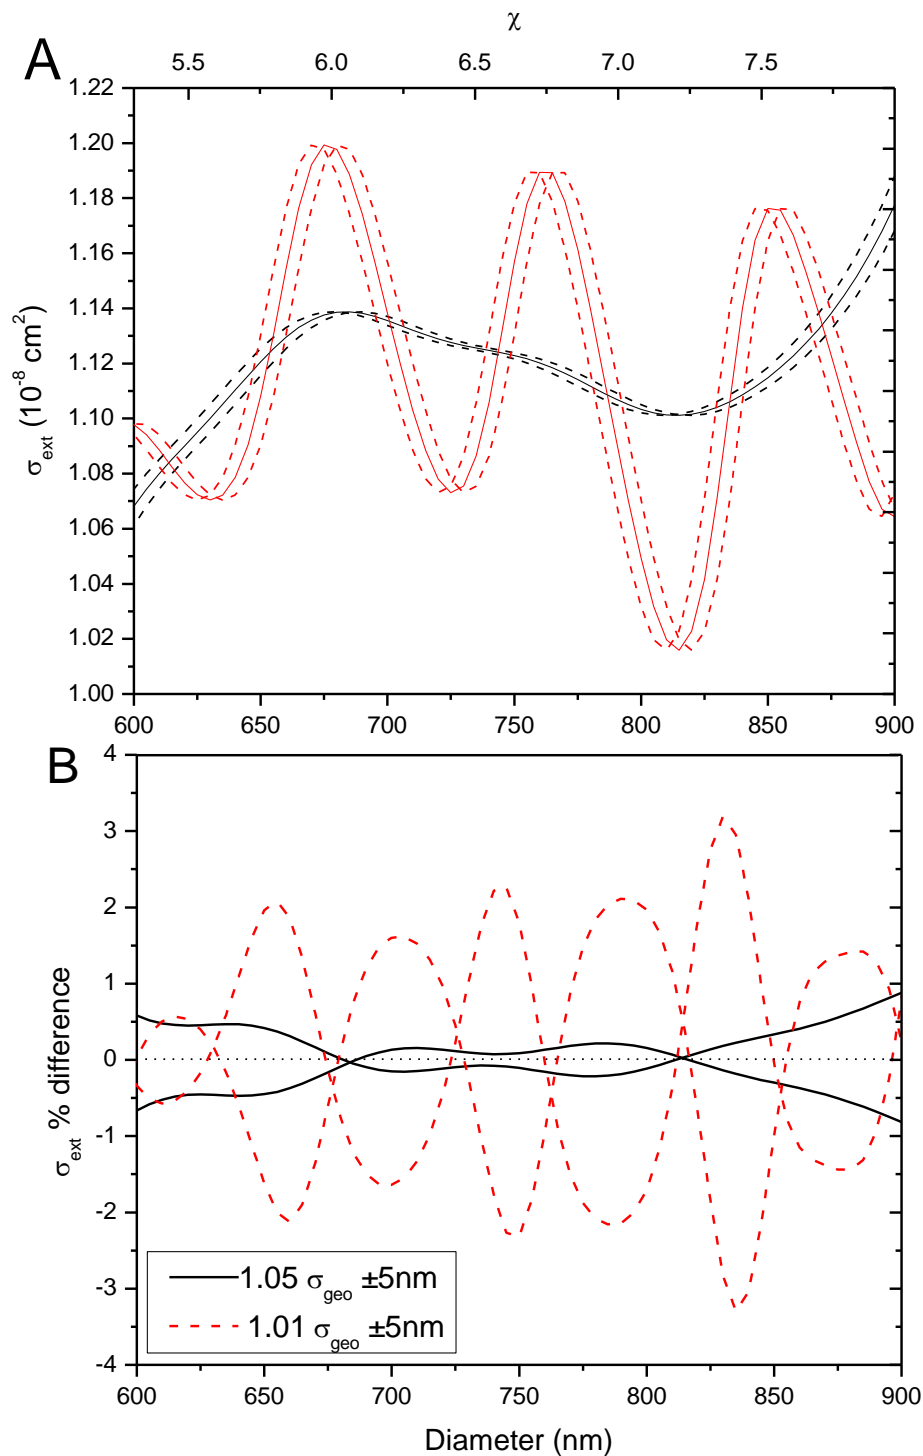 χ
A
5.5 6.0 6.5 7.0 7.5
1.22
1.20
1.18
1.16
1.14
1.12
1.10
1.08
1.06
1.04
1.02
1.00
σext (10-8 cm2)
600 650 700 750 800 850 900
B
4
3
2
1
0
-1
-2
-3
-4
σext % difference
1.05 σgeo ±5nm
1.01 σgeo ±5nm
600 650 700 750 800 850 900
Diameter (nm)